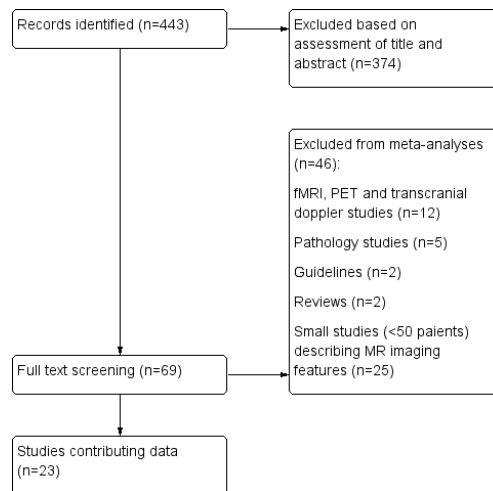 Records identified (n=443)
Excluded based on
assessment of title and
abstract (n=374)
Excluded from meta-analyses
(n=46):
fMRI, PET and transcranial
doppler studies (n=12)
Pathology studies (n=5)
Guidelines (n=2)
Reviews (n=2)
Small studies (<50 paients)
describing MR imaging
features (n=25)
Full text screening (n=69)
Studies contributing data
(n=23)